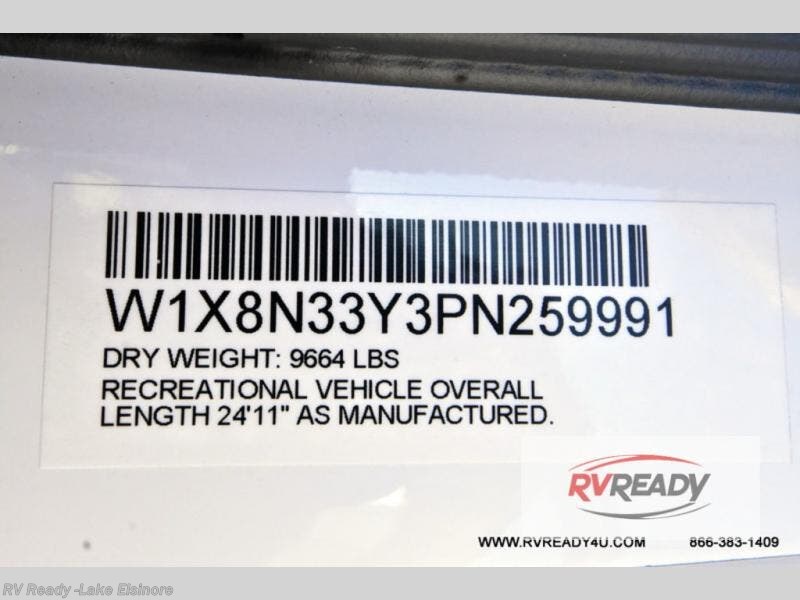 W1X8N33Y3PN259991
DRY WEIGHT: 9664 LBS
RECREATIONAL VEHICLE OVERALL
LENGTH 24'11" AS MANUFACTURED.
RVREADY
WWW.RVREADY4U.COM 866-383-1409
RV Ready -Lake Elsinore